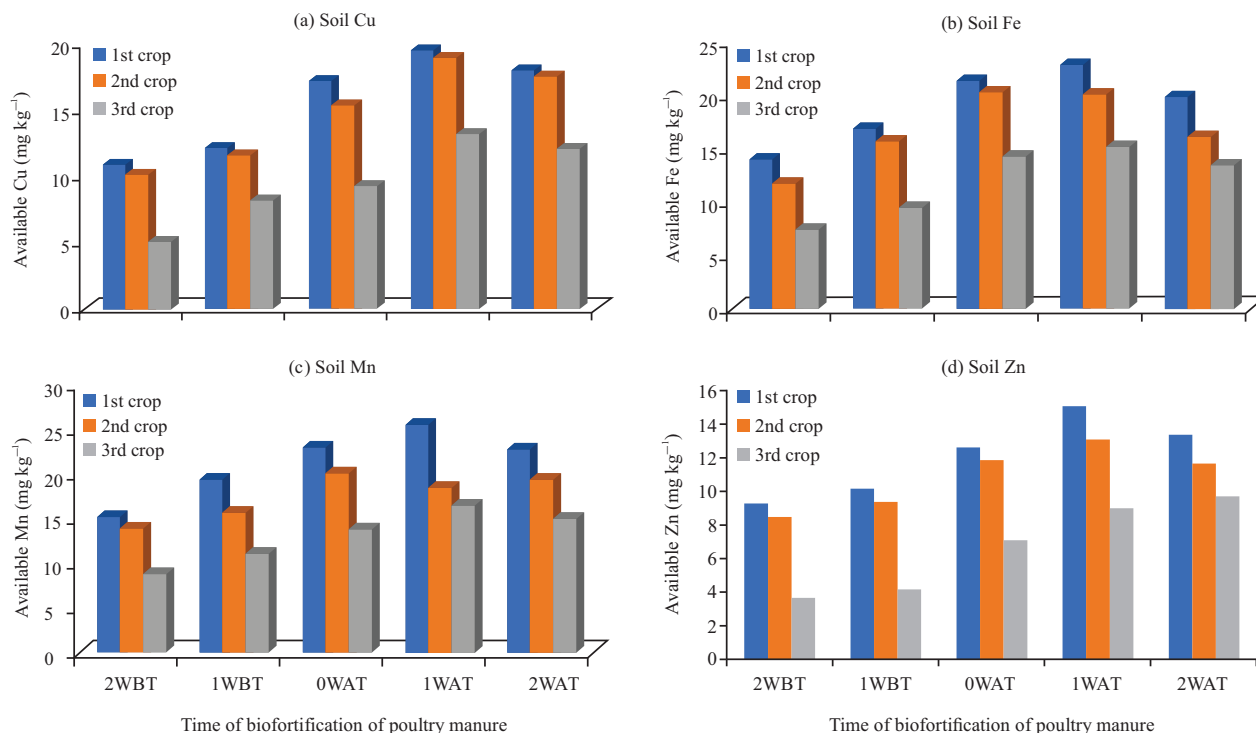 (a) Soil Cu
20
15
10
5
0
Available Cu (mg kg⁻¹)
1st crop
2nd crop
3rd crop
(b) Soil Fe
25
20
15
10
5
0
Available Fe (mg kg⁻¹)
1st crop
2nd crop
3rd crop
(c) Soil Mn
30
25
20
15
10
5
0
Available Mn (mg kg⁻¹)
1st crop
2nd crop
3rd crop
2WBT 1WBT 0WAT 1WAT 2WAT
Time of biofortification of poultry manure
(d) Soil Zn
16
14
12
10
8
6
4
2
0
Available Zn (mg kg⁻¹)
1st crop
2nd crop
3rd crop
2WBT 1WBT 0WAT 1WAT 2WAT
Time of biofortification of poultry manure